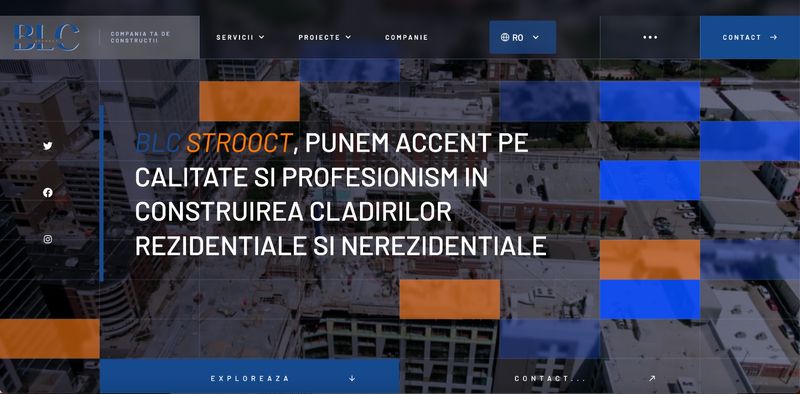 BLC
COMPANIA TA DE
CONSTRUCTII
SERVICII
PROIECTE
COMPANIE
RO
CONTACT
BLC STROOCT, PUNEM ACCENT PE
CALITATE SI PROFESIONISM IN
CONSTRUIREA CLADIRILOR
REZIDENTIALE SI NEREZIDENTIALE
EXPLOREAZA
CONTACT...